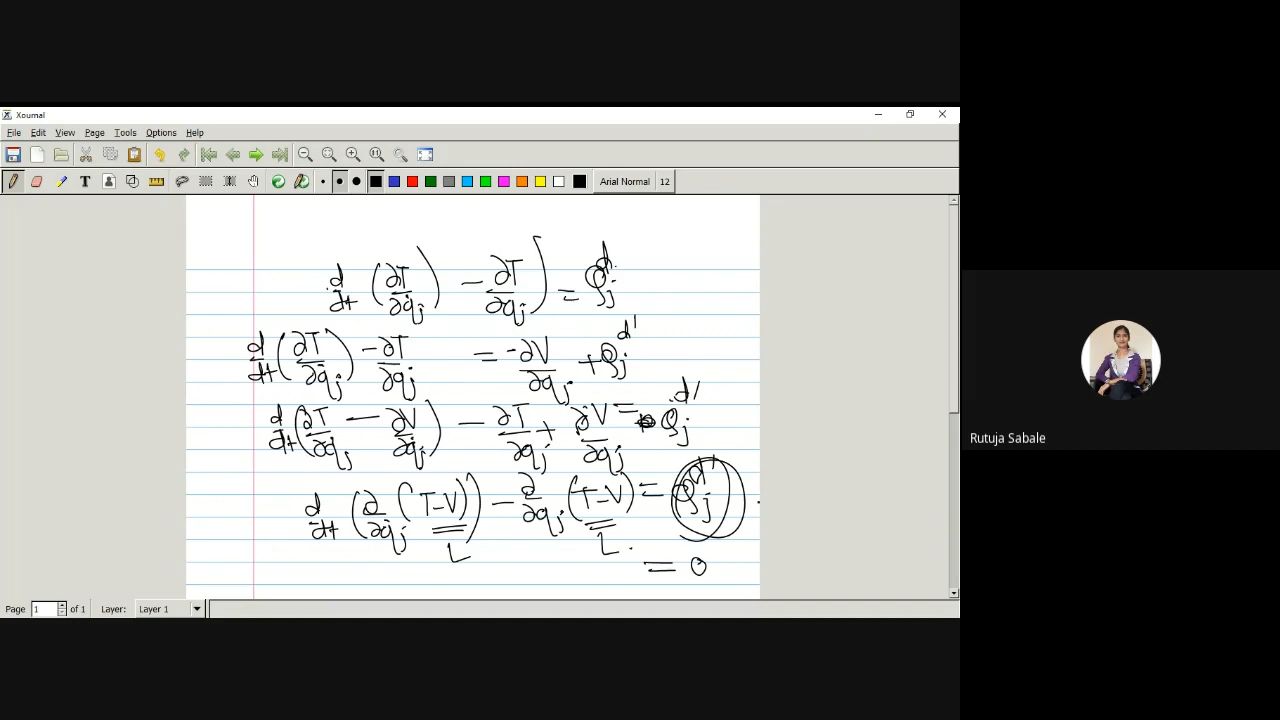 Xournal
File Edit View Page Tools Options Help
T Arial Normal 12
d/dt (∂T/∂q̇j) − ∂T/∂qj) = Qj^d
d/dt (∂T/∂q̇j) − ∂T/∂qj = −∂V/∂qj + Qj^d'
d/dt (∂T/∂q̇j − ∂V/∂q̇j) − ∂T/∂qj + ∂V/∂qj = Qj^d'
d/dt (∂/∂q̇j (T−V)) − ∂/∂qj (T−V) = Qj^d'
L L
= 0
Rutuja Sabale
Page 1 of 1 Layer: Layer 1